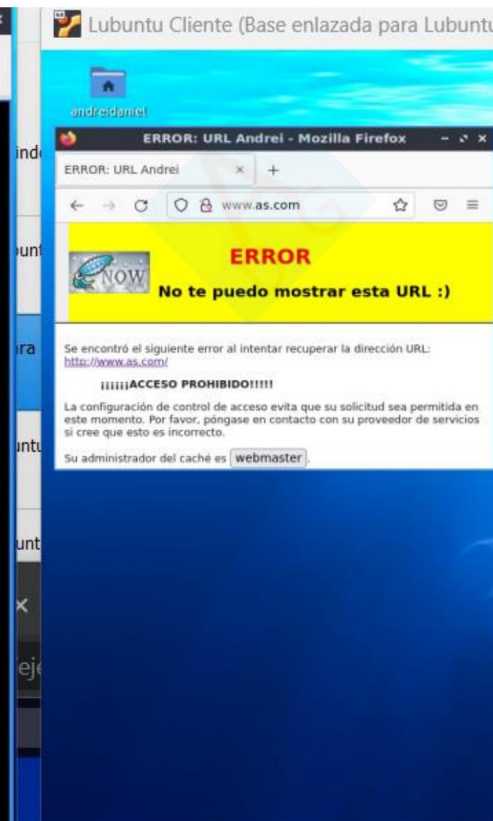 Lubuntu Cliente (Base enlazada para Lubuntu
andreidaniel
ERROR: URL Andrei - Mozilla Firefox
ERROR: URL Andrei
www.as.com
NOW
ERROR
No te puedo mostrar esta URL :)
Se encontró el siguiente error al intentar recuperar la dirección URL:
http://www.as.com/
¡¡¡¡¡¡ACCESO PROHIBIDO!!!!!
La configuración de control de acceso evita que su solicitud sea permitida en
este momento. Por favor, póngase en contacto con su proveedor de servicios
si cree que esto es incorrecto.
Su administrador del caché es webmaster.